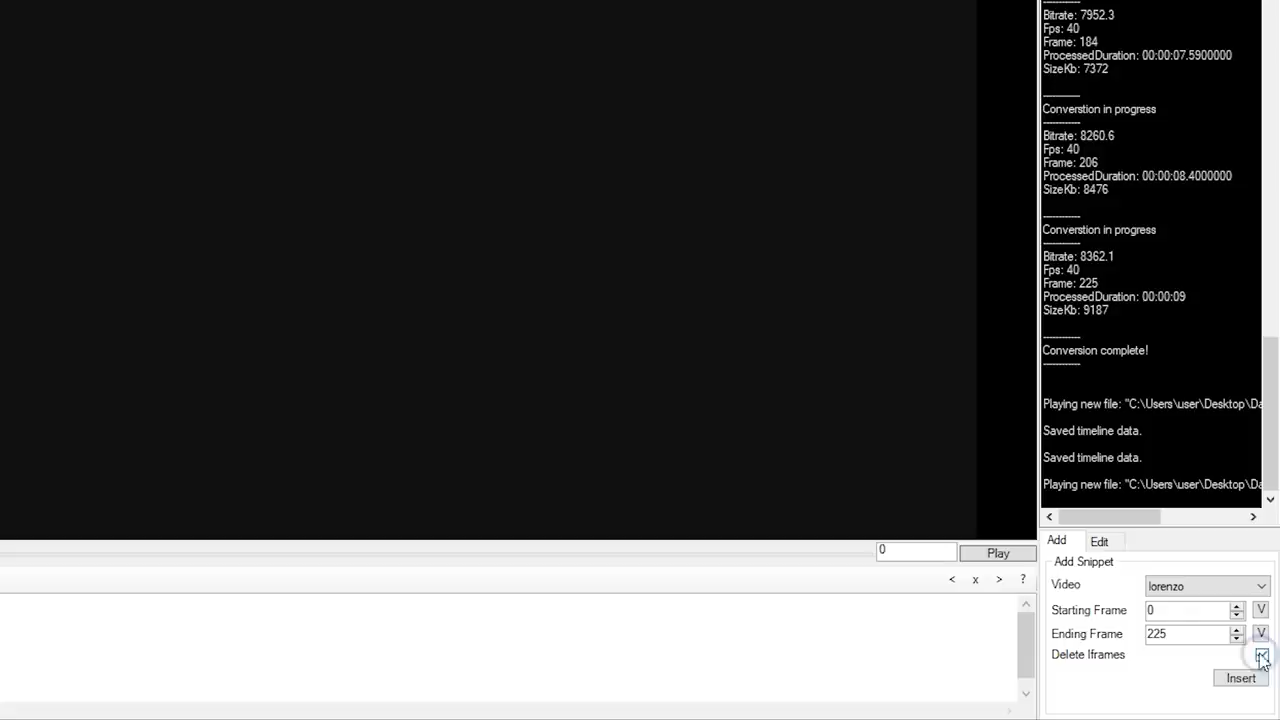 Bitrate: 7952.3
Fps: 40
Frame: 184
ProcessedDuration: 00:00:07.5900000
SizeKb: 7372
------------
Converstion in progress
------------
Bitrate: 8260.6
Fps: 40
Frame: 206
ProcessedDuration: 00:00:08.4000000
SizeKb: 8476
------------
Converstion in progress
------------
Bitrate: 8362.1
Fps: 40
Frame: 225
ProcessedDuration: 00:00:09
SizeKb: 9187
------------
Conversion complete!
------------
Playing new file: "C:\Users\user\Desktop\Da
Saved timeline data.
Saved timeline data.
Playing new file: "C:\Users\user\Desktop\Da
0 Play
< x > ?
Add Edit
Add Snippet
Video lorenzo
Starting Frame 0 V
Ending Frame 225 V
Delete Iframes
Insert